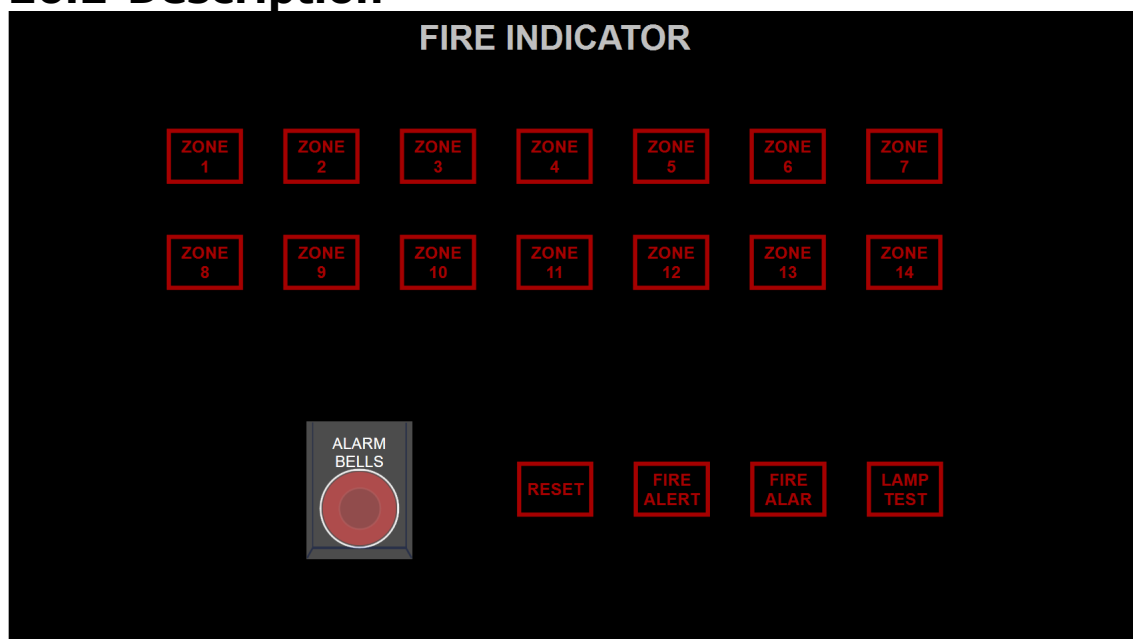 Description
FIRE INDICATOR
ZONE 1
ZONE 2
ZONE 3
ZONE 4
ZONE 5
ZONE 6
ZONE 7
ZONE 8
ZONE 9
ZONE 10
ZONE 11
ZONE 12
ZONE 13
ZONE 14
ALARM
BELLS
RESET
FIRE
ALERT
FIRE
ALAR
LAMP
TEST